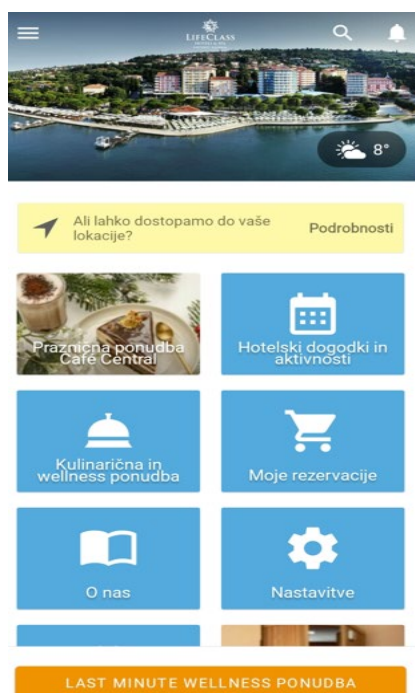 LIFECLASS
8°
Ali lahko dostopamo do vaše
lokacije?
Podrobnosti
Praznična ponudba
Cafe Central
Hotelski dogodki in
aktivnosti
Kulinarična in
wellness ponudba
Moje rezervacije
O nas
Nastavitve
LAST MINUTE WELLNESS PONUDBA